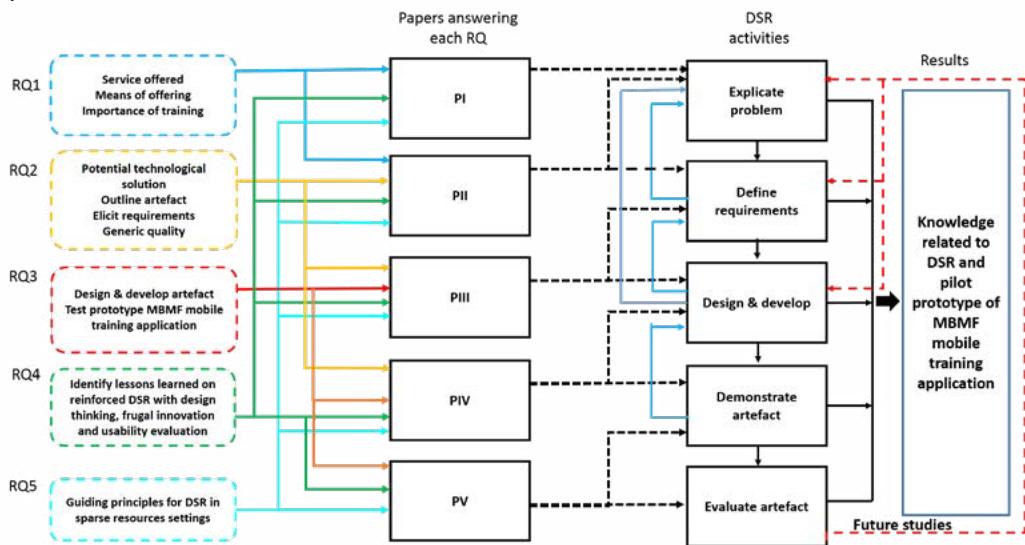 Papers answering
each RQ
DSR
activities
Results
RQ1
Service offered
Means of offering
Importance of training
RQ2
Potential technological
solution
Outline artefact
Elicit requirements
Generic quality
RQ3
Design & develop artefact
Test prototype MBMF mobile
training application
RQ4
Identify lessons learned on
reinforced DSR with design
thinking, frugal innovation
and usability evaluation
RQ5
Guiding principles for DSR in
sparse resources settings
PI
PII
PIII
PIV
PV
Explicate
problem
Define
requirements
Design & develop
Demonstrate
artefact
Evaluate artefact
Knowledge
related to
DSR and
pilot
prototype of
MBMF
mobile
training
application
Future studies